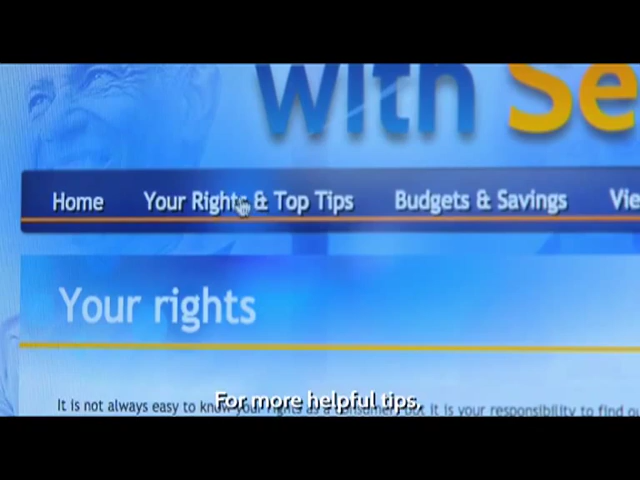 with Se
Home Your Rights & Top Tips Budgets & Savings Vie
Your rights
It is not always easy to know your rights as a consumer, but it is your responsibility to find ou
For more helpful tips,